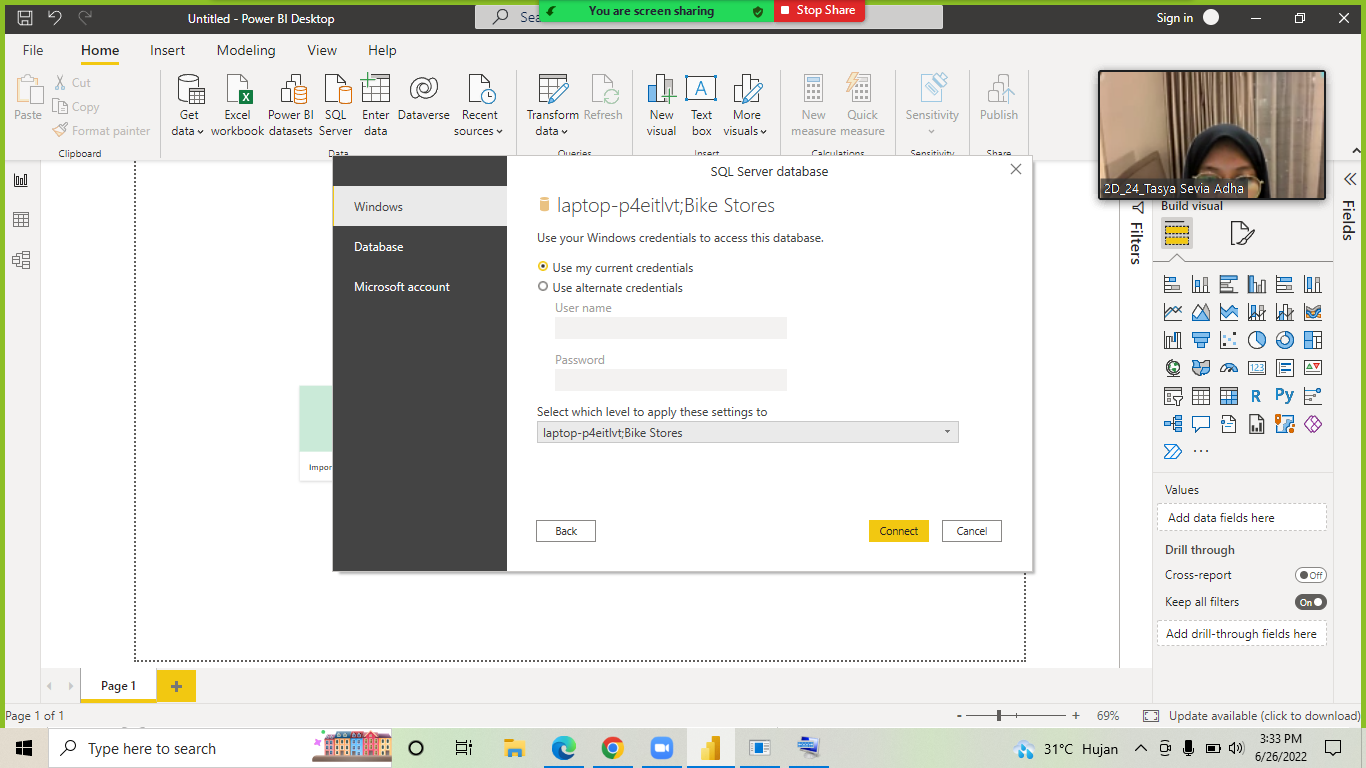 Untitled - Power BI Desktop
Sea
You are screen sharing
Stop Share
Sign in
File
Home
Insert
Modeling
View
Help
Paste
Cut
Copy
Format painter
Clipboard
Get data
Excel workbook
Power BI datasets
SQL Server
Enter data
Dataverse
Recent sources
Data
Transform data
Refresh
Queries
New visual
Text box
More visuals
Insert
New measure
Quick measure
Calculations
Sensitivity
Sensitivity
Publish
Share
2D_24_Tasya Sevia Adha
SQL Server database
Windows
Database
Microsoft account
laptop-p4eitlvt;Bike Stores
Use your Windows credentials to access this database.
Use my current credentials
Use alternate credentials
User name
Password
Select which level to apply these settings to
laptop-p4eitlvt;Bike Stores
Back
Connect
Cancel
Impor
Filters
Build visual
Fields
123
R
Py
Values
Add data fields here
Drill through
Cross-report
Off
Keep all filters
On
Add drill-through fields here
Page 1
Page 1 of 1
69%
Update available (click to download)
Type here to search
31°C Hujan
3:33 PM
6/26/2022